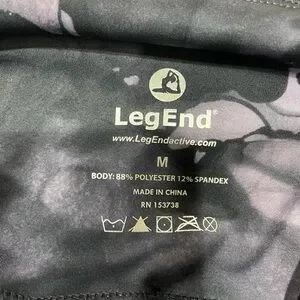 LegEnd®
www.LegEndactive.com
M
BODY: 88% POLYESTER 12% SPANDEX
MADE IN CHINA
RN 153738